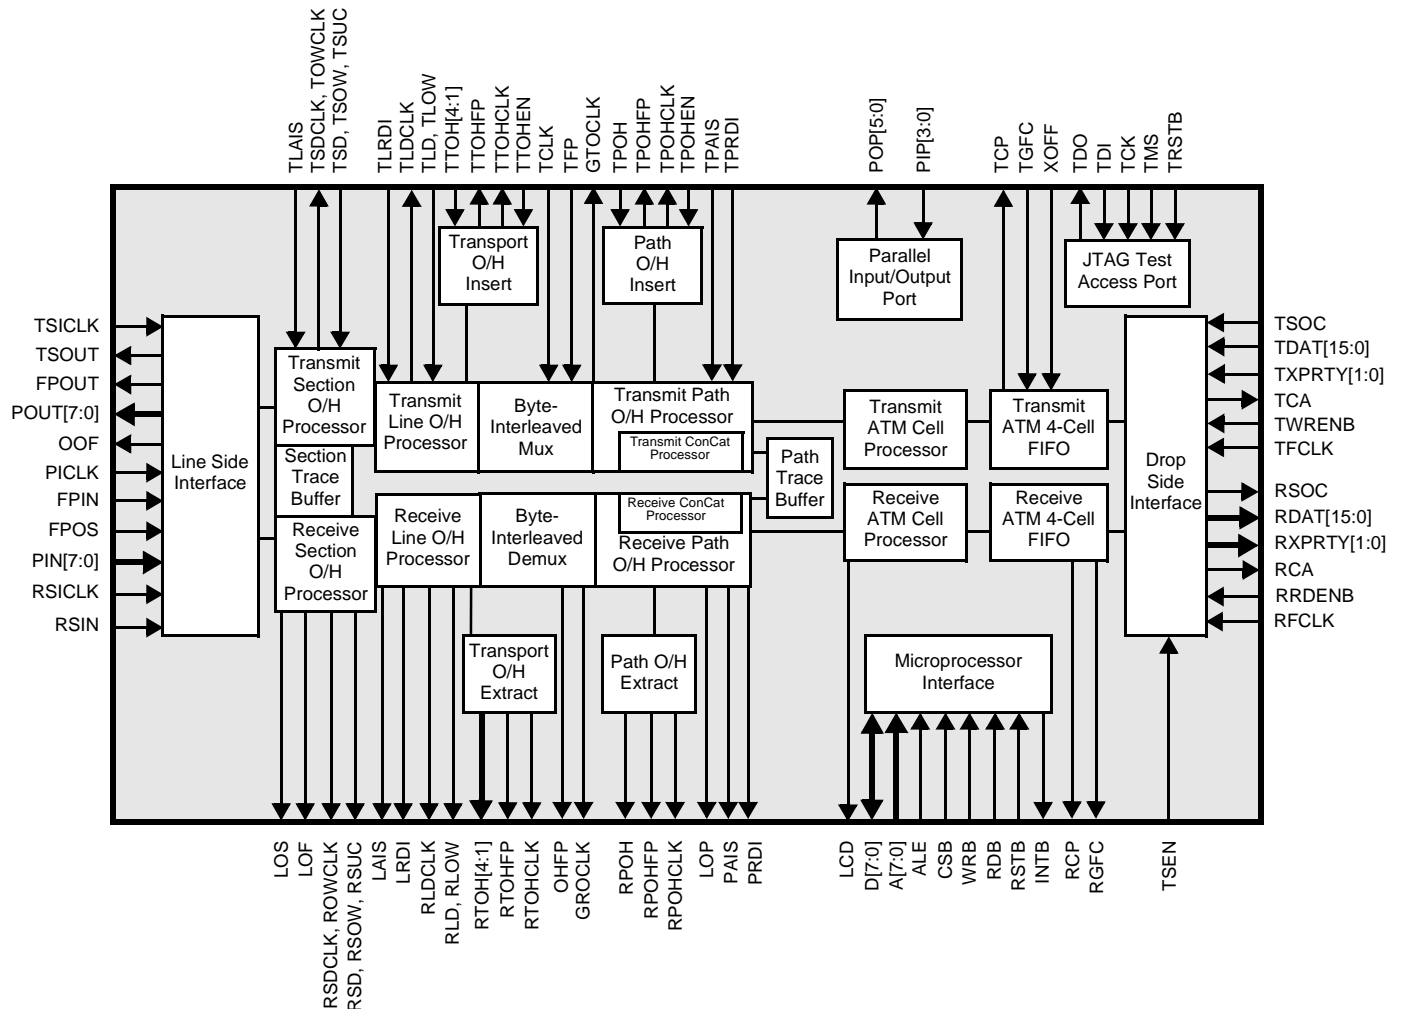 TLAIS
TSDCLK, TOWCLK
TSD, TSOW, TSUC
TLRDI
TLDCLK
TLD, TLOW
TTOH[4:1]
TTOHFP
TTOHCLK
TTOHEN
TCLK
TFP
GTOCLK
TPOH
TPOHFP
TPOHCLK
TPOHEN
TPAIS
TPRDI
POP[5:0]
PIP[3:0]
TCP
TGFC
XOFF
TDO
TDI
TCK
TMS
TRSTB
Transport
O/H
Insert
Path
O/H
Insert
Parallel
Input/Output
Port
JTAG Test
Access Port
TSICLK
TSOUT
FPOUT
POUT[7:0]
OOF
PICLK
FPIN
FPOS
PIN[7:0]
RSICLK
RSIN
Line Side
Interface
Transmit
Section
O/H
Processor
Section
Trace
Buffer
Receive
Section
O/H
Processor
Transmit
Line O/H
Processor
Byte-
Interleaved
Mux
Transmit Path
O/H Processor
Transmit ConCat
Processor
Receive
Line O/H
Processor
Byte-
Interleaved
Demux
Receive ConCat
Processor
Receive Path
O/H Processor
Path
Trace
Buffer
Transmit
ATM Cell
Processor
Transmit
ATM 4-Cell
FIFO
Receive
ATM Cell
Processor
Receive
ATM 4-Cell
FIFO
Drop
Side
Interface
TSOC
TDAT[15:0]
TXPRTY[1:0]
TCA
TWRENB
TFCLK
RSOC
RDAT[15:0]
RXPRTY[1:0]
RCA
RRDENB
RFCLK
Transport
O/H
Extract
Path O/H
Extract
Microprocessor
Interface
LOS
LOF
RSDCLK, ROWCLK
RSD, RSOW, RSUC
LAIS
LRDI
RLDCLK
RLD, RLOW
RTOH[4:1]
RTOHFP
RTOHCLK
OHFP
GROCLK
RPOH
RPOHFP
RPOHCLK
LOP
PAIS
PRDI
LCD
D[7:0]
A[7:0]
ALE
CSB
WRB
RDB
RSTB
INTB
RCP
RGFC
TSEN